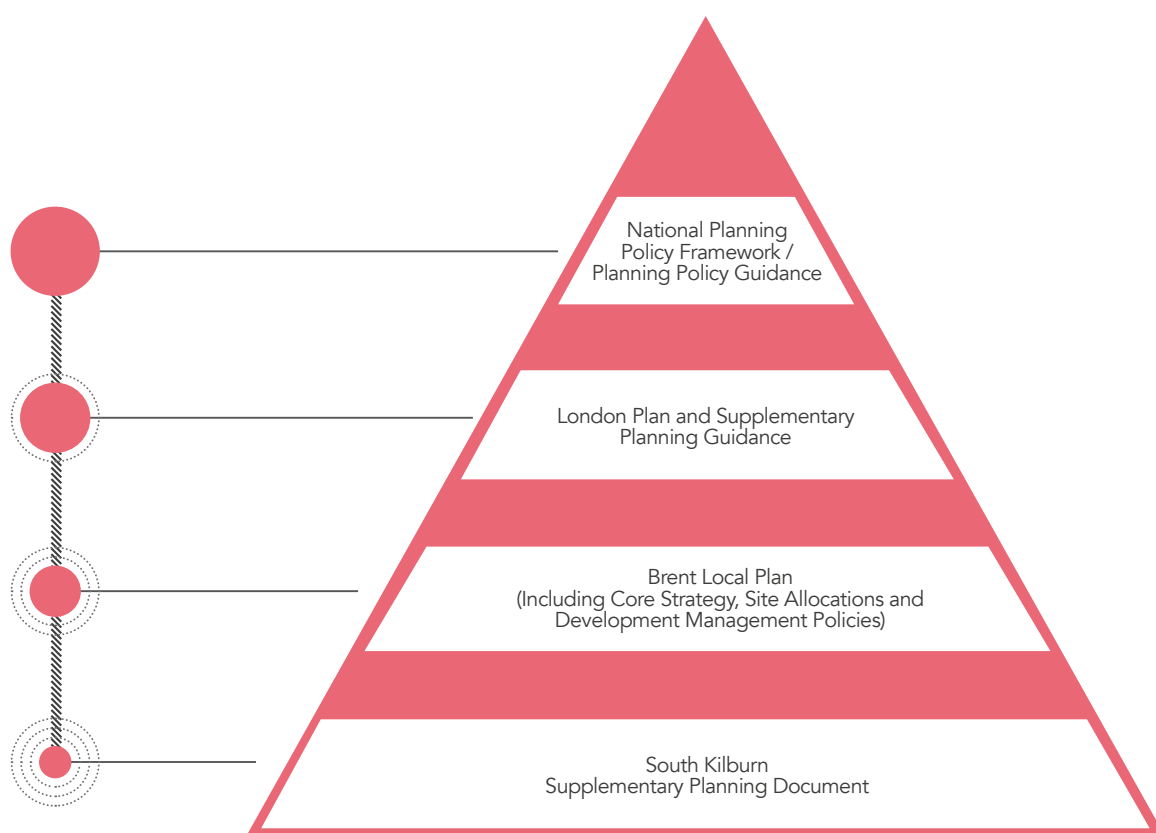 National Planning
Policy Framework /
Planning Policy Guidance
London Plan and Supplementary
Planning Guidance
Brent Local Plan
(Including Core Strategy, Site Allocations and
Development Management Policies)
South Kilburn
Supplementary Planning Document